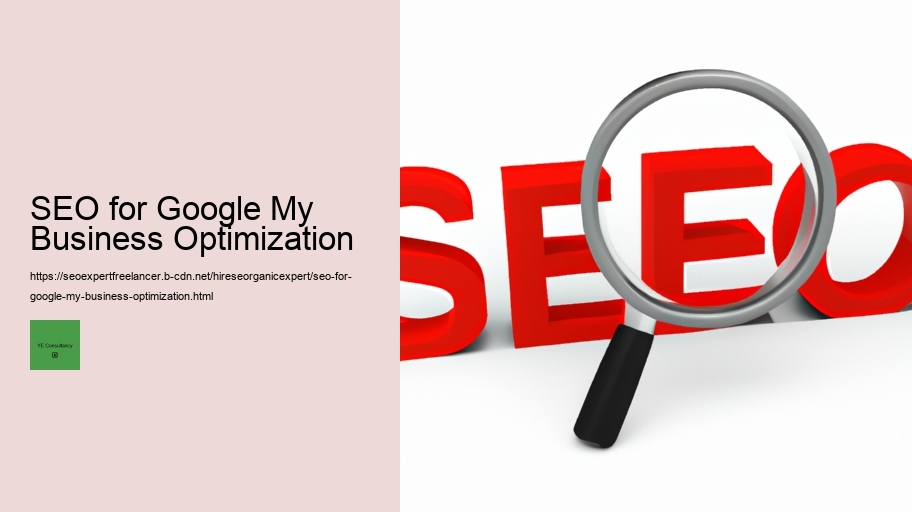 SEO for Google My
Business Optimization
https://seoexpertfreelancer.b-cdn.net/hireseorganicexpert/seo-for-
google-my-business-optimization.html
YE Consultancy
SEEO